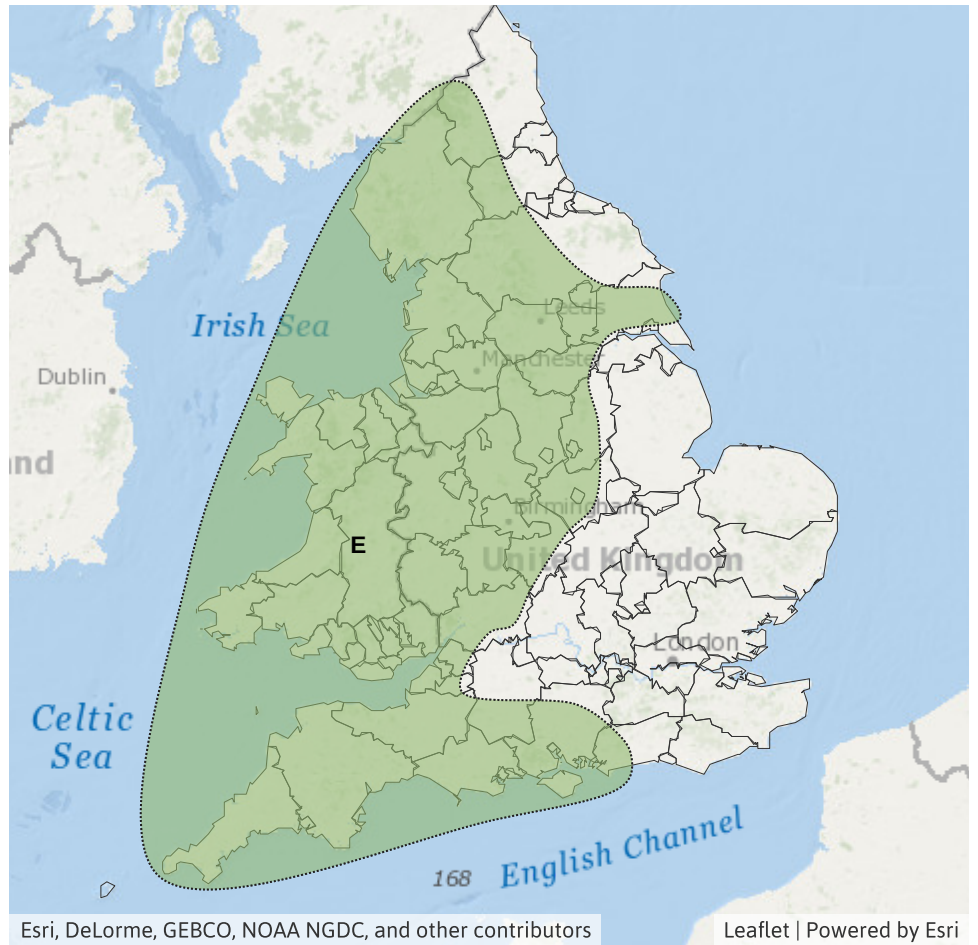 Leeds
Irish Sea
Manchester
Dublin
nd
Birmingham
E
United Kingdom
London
Celtic
Sea
English Channel
168
Esri, DeLorme, GEBCO, NOAA NGDC, and other contributors
Leaflet | Powered by Esri